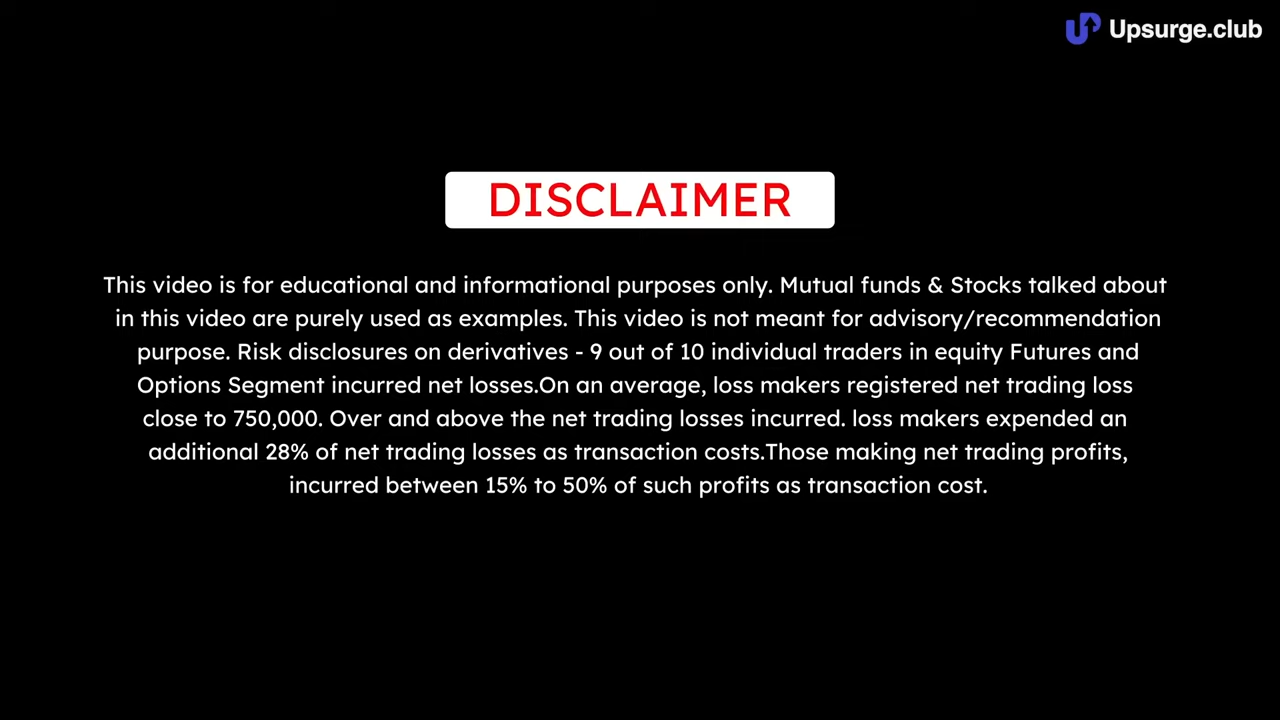 Upsurge.club
DISCLAIMER
This video is for educational and informational purposes only. Mutual funds & Stocks talked about
in this video are purely used as examples. This video is not meant for advisory/recommendation
purpose. Risk disclosures on derivatives - 9 out of 10 individual traders in equity Futures and
Options Segment incurred net losses.On an average, loss makers registered net trading loss
close to 750,000. Over and above the net trading losses incurred. loss makers expended an
additional 28% of net trading losses as transaction costs.Those making net trading profits,
incurred between 15% to 50% of such profits as transaction cost.